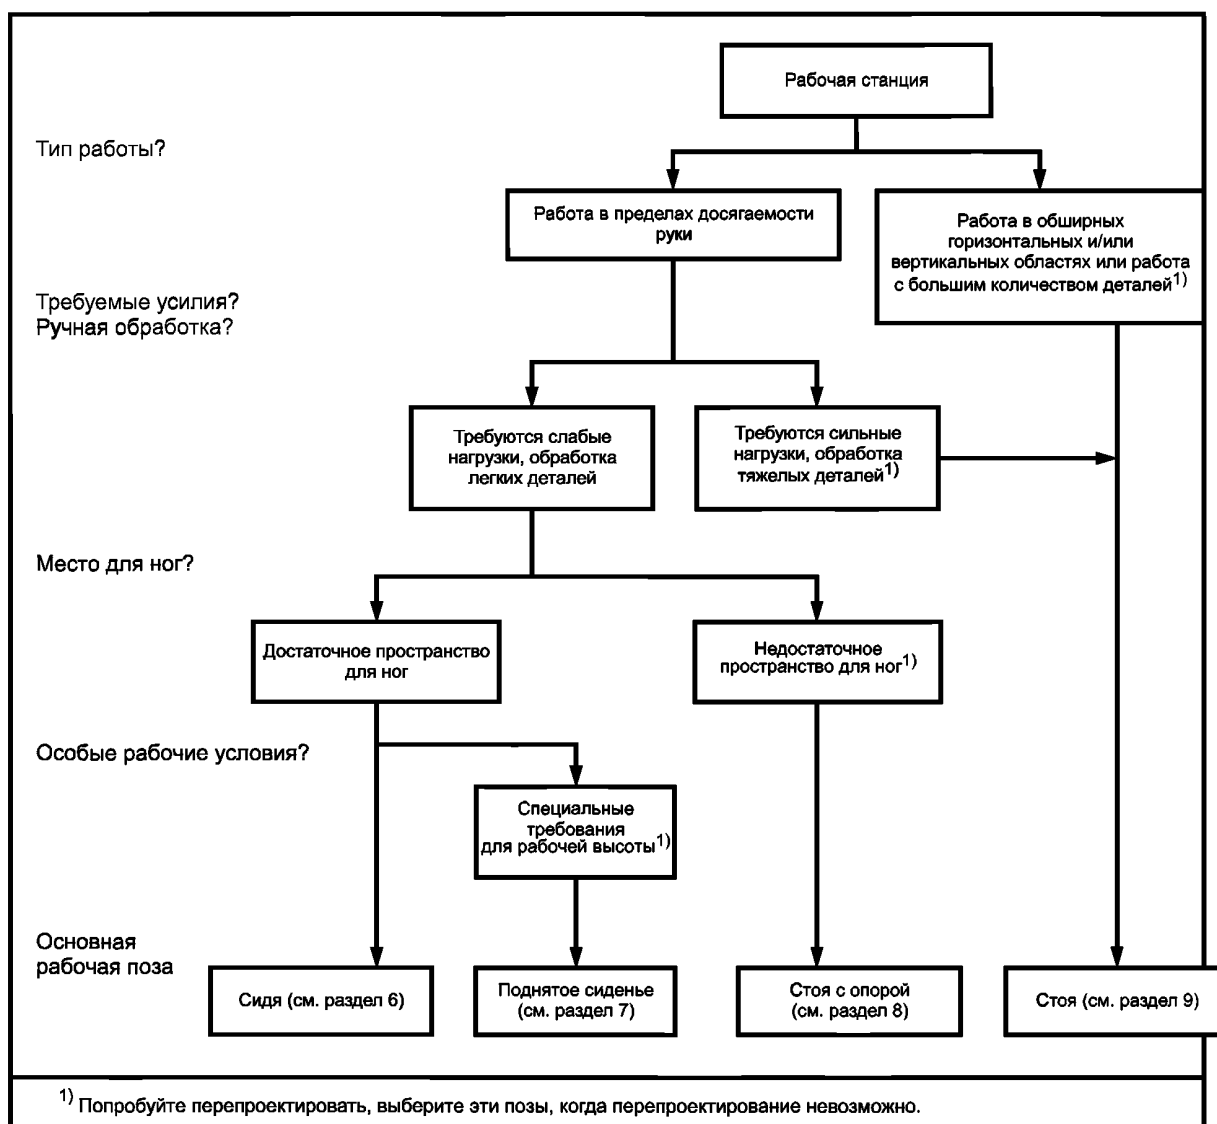 Рабочая станция
Тип работы?
Работа в пределах досягаемости
руки
Работа в обширных
горизонтальных и/или
вертикальных областях или работа
с большим количеством деталей1)
Требуемые усилия?
Ручная обработка?
Требуются слабые
нагрузки, обработка
легких деталей
Требуются сильные
нагрузки, обработка
тяжелых деталей1)
Место для ног?
Достаточное пространство
для ног
Недостаточное
пространство для ног1)
Особые рабочие условия?
Специальные
требования
для рабочей высоты1)
Основная
рабочая поза
Сидя (см. раздел 6)
Поднятое сиденье
(см. раздел 7)
Стоя с опорой
(см. раздел 8)
Стоя (см. раздел 9)
1) Попробуйте перепроектировать, выберите эти позы, когда перепроектирование невозможно.